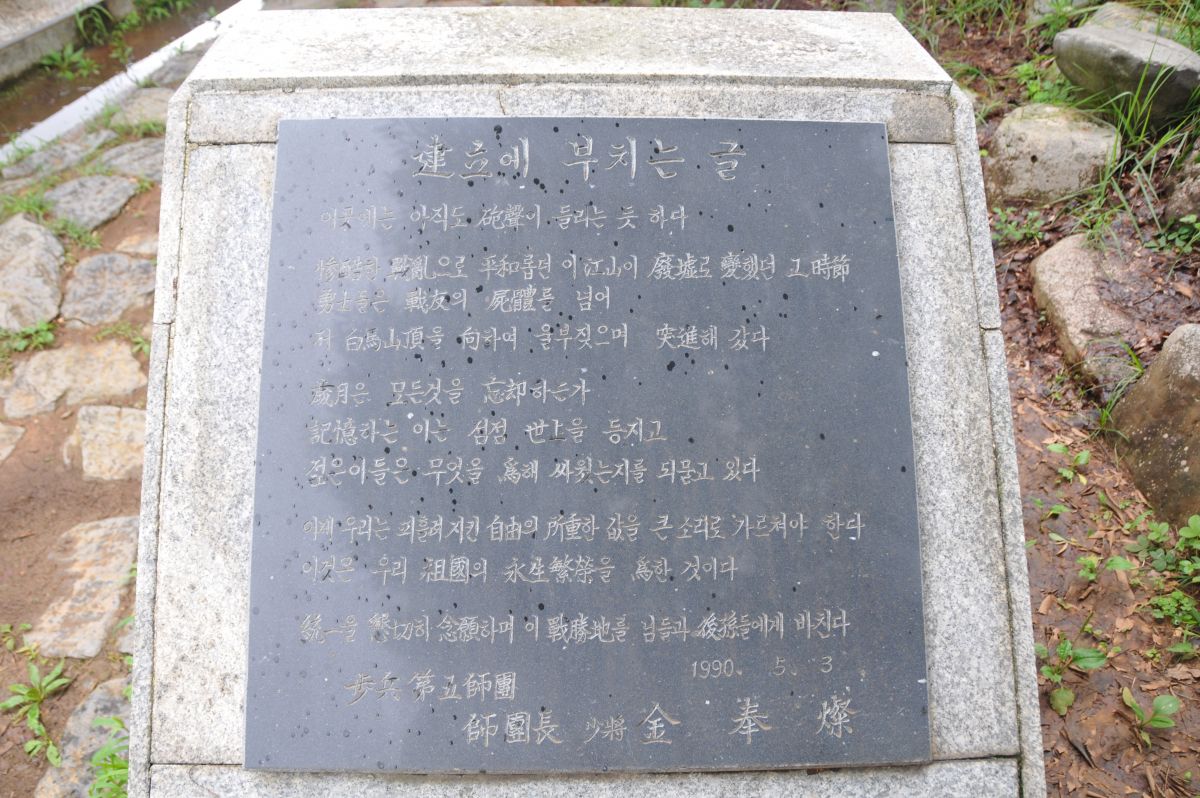 建立에 부치는 글
이곳에는 아직도 砲聲이 들리는 듯 하다
慘酷한 戰亂으로 平和롭던 이 江山이 廢墟로 變했던 그 時節
勇士들은 戰友의 屍體를 넘어
저 白馬山頂을 向하여 울부짖으며 突進해 갔다
歲月은 모든것을 忘却하는가
記憶하는 이는 점점 世上을 등지고
젊은이들은 무엇을 爲해 싸웠는지를 되묻고 있다
이제 우리는 피흘려 지킨 自由의 所重한 값을 큰 소리로 가르쳐야 한다
이것은 우리 祖國의 永生繁榮을 爲한 것이다
統一을 懇切히 念願하며 이 戰勝地를 님들과 後孫들에게 바친다
1990. 5. 3
步兵 第五師團
師團長 少將 金 奉 燦